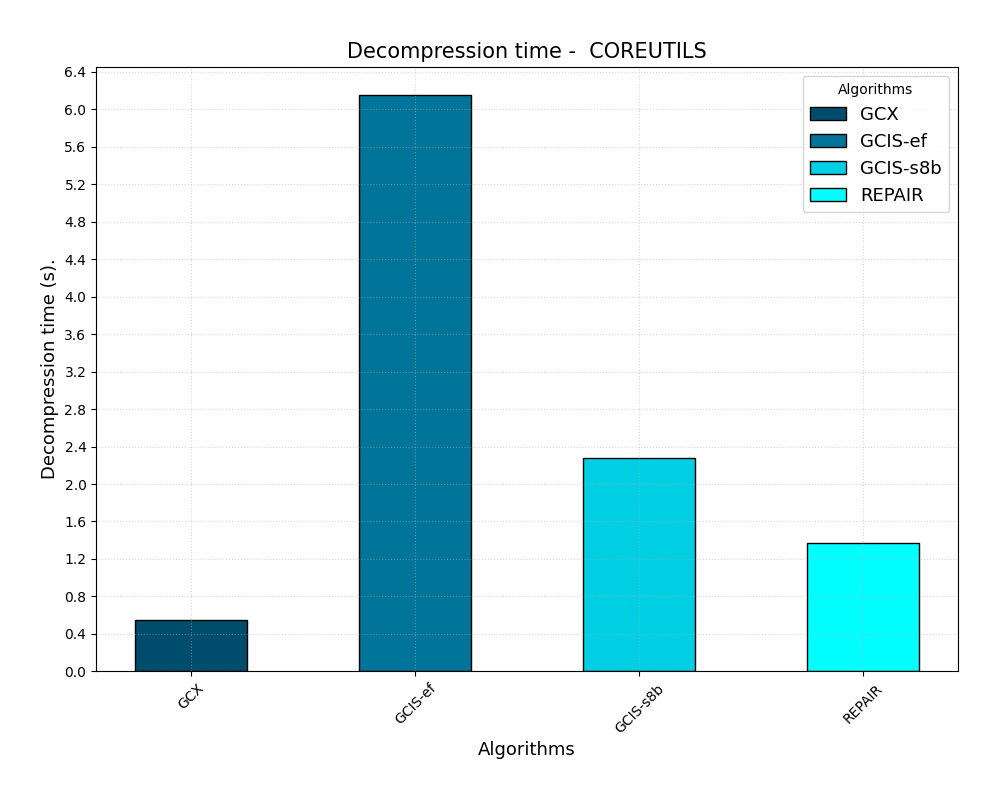 Decompression time -  COREUTILS
Algorithms
GCX
GCIS-ef
GCIS-s8b
REPAIR
Decompression time (s).
6.4
6.0
5.6
5.2
4.8
4.4
4.0
3.6
3.2
2.8
2.4
2.0
1.6
1.2
0.8
0.4
0.0
GCX
GCIS-ef
GCIS-s8b
REPAIR
Algorithms